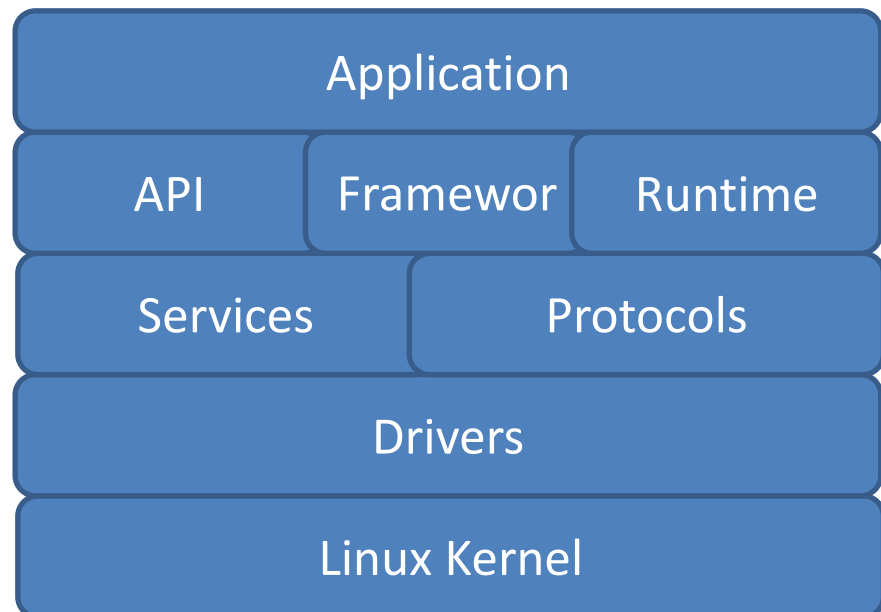 Application
API
Framewor
Runtime
Services
Protocols
Drivers
Linux Kernel